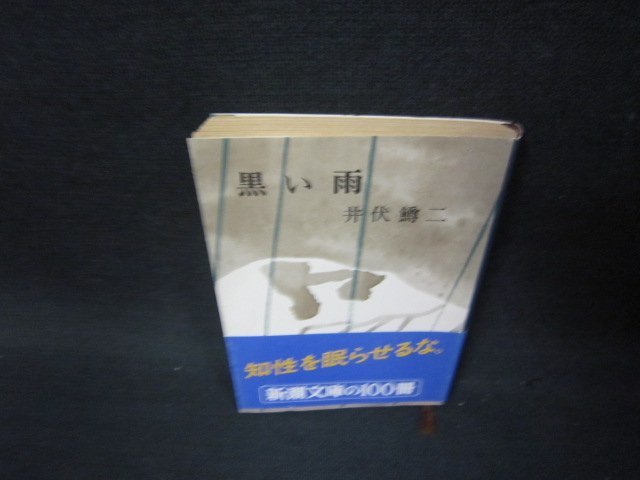 黒い雨
井伏鱒二
知性を眠らせるな。
新潮文庫の100冊